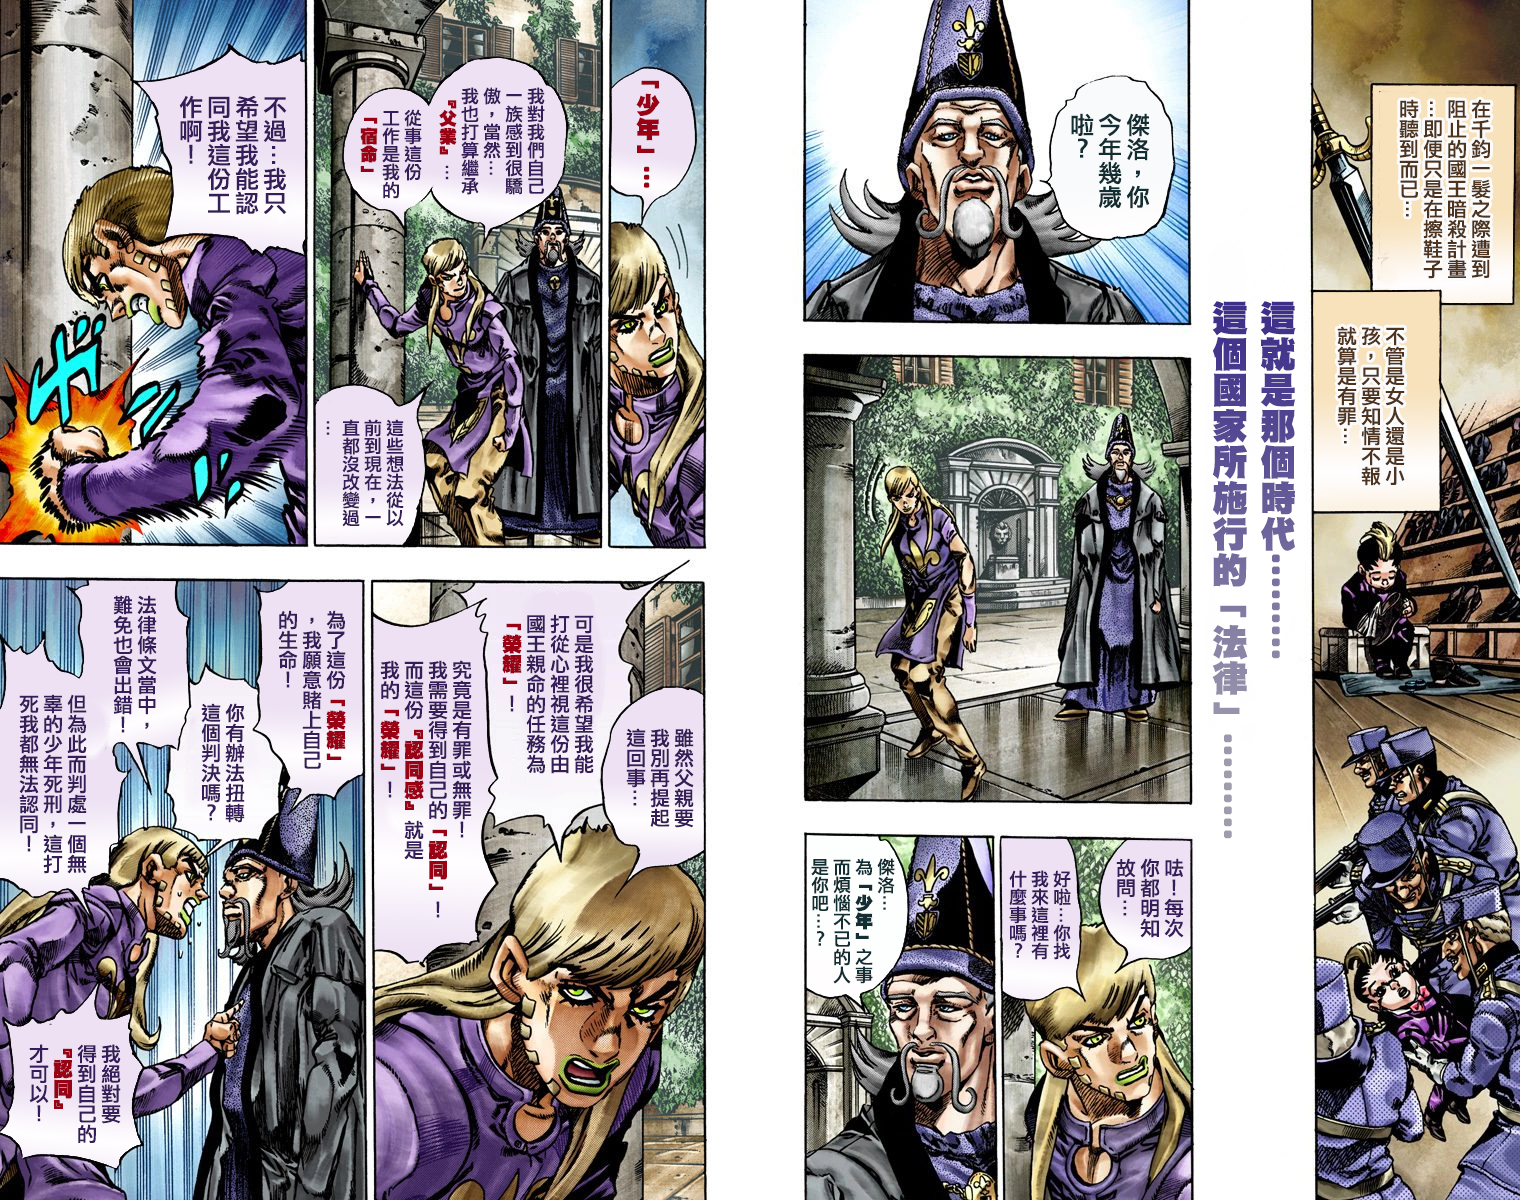 在千鈞一髮之際遭到
阻止的國王暗殺計畫
…即便只是在擦鞋子
時聽到而已…
不管是女人還是小
孩，只要知情不報
就算是有罪…
這就是那個時代…………
這個國家所施行的「法律」…………
傑洛，你
今年幾歲
啦？
呿！每次
你都明知
故問…
好啦…你找
我來這裡有
什麼事嗎？
傑洛…
為「少年」之事
而煩惱不已的人
是你吧…？
「少年」…
我對我們自己
一族感到很驕
傲，當然…
我也打算繼承
『父業』…
從事這份
工作是我的
「宿命」
這些想法從以
前到現在，一
直都沒改變過
…
不過…我只
希望我能認
同我這份工
作啊！
ドガ
雖然父親要
我別再提起
這回事…
可是我很希望我能
打從心裡視這份由
國王親命的任務為
「榮耀」！
究竟是有罪或無罪！
我需要得到自己的「認同」！
而這份『認同感』就是
我的「榮耀」！
為了這份「榮耀」
，我願意賭上自己
的生命！
你有辦法扭轉
這個判決嗎？
法律條文當中，
難免也會出錯！
但為此而判處一個無
辜的少年死刑，這打
死我都無法認同！
我絕對要
得到自己的
『認同』
才可以！